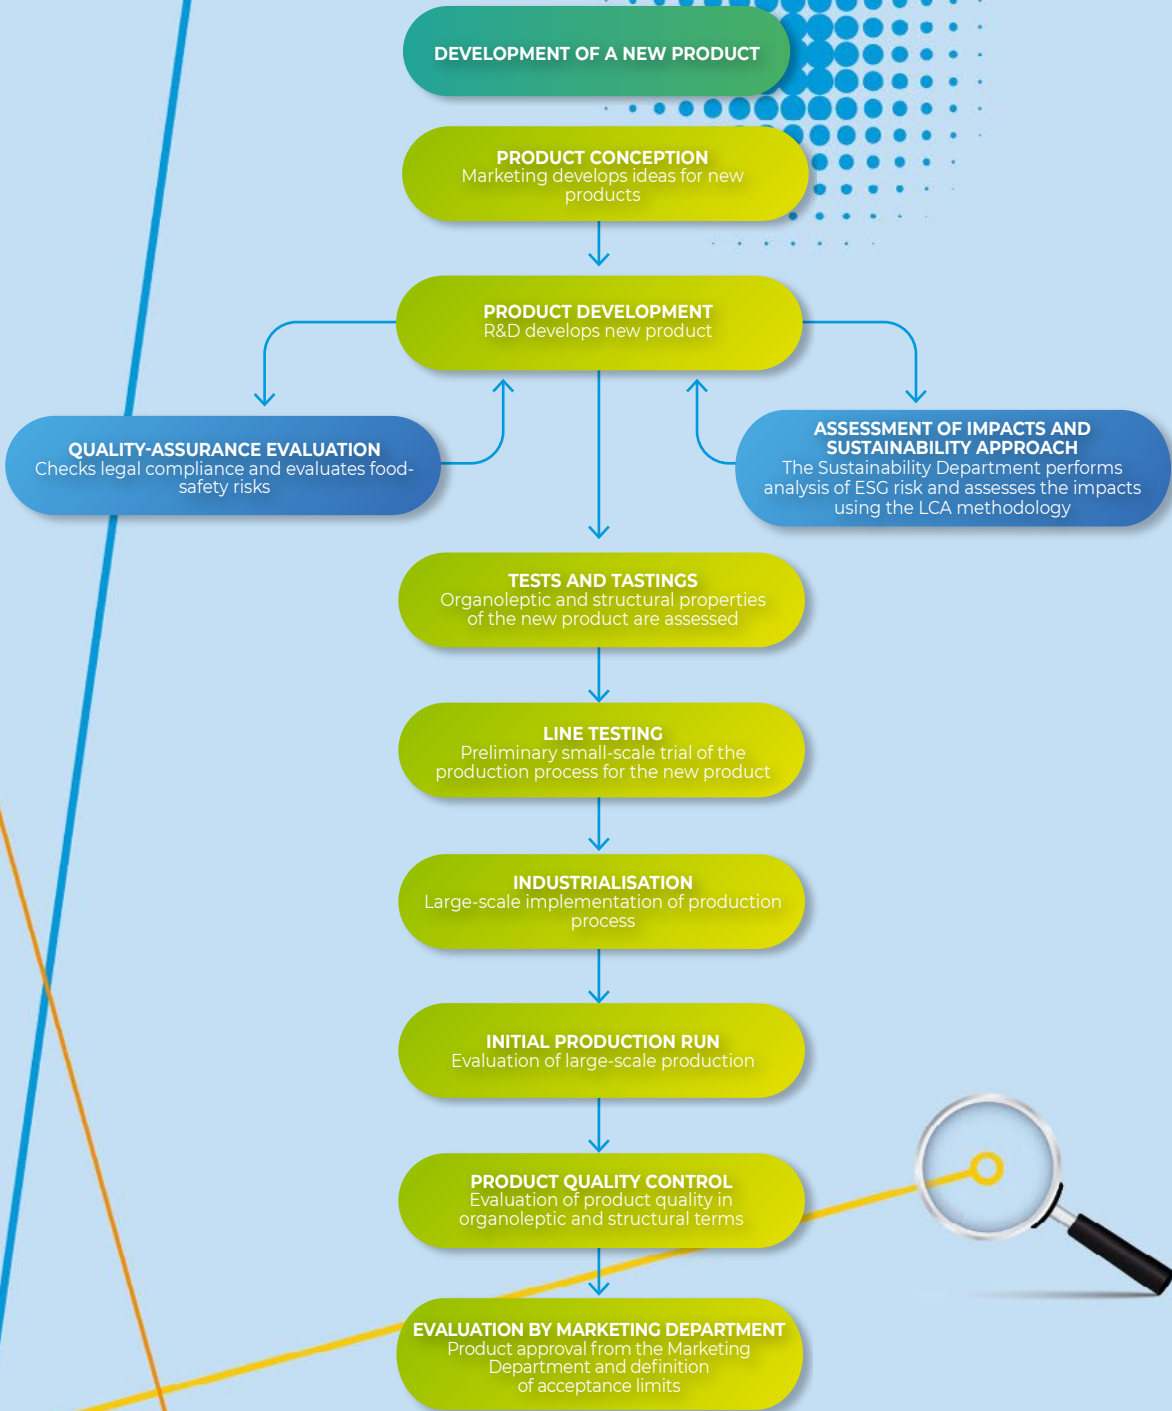 DEVELOPMENT OF A NEW PRODUCT
PRODUCT CONCEPTION
Marketing develops ideas for new
products
PRODUCT DEVELOPMENT
R&D develops new product
QUALITY-ASSURANCE EVALUATION
Checks legal compliance and evaluates food-
safety risks
ASSESSMENT OF IMPACTS AND
SUSTAINABILITY APPROACH
The Sustainability Department performs
analysis of ESG risk and assesses the impacts
using the LCA methodology
TESTS AND TASTINGS
Organoleptic and structural properties
of the new product are assessed
LINE TESTING
Preliminary small-scale trial of the
production process for the new product
INDUSTRIALISATION
Large-scale implementation of production
process
INITIAL PRODUCTION RUN
Evaluation of large-scale production
PRODUCT QUALITY CONTROL
Evaluation of product quality in
organoleptic and structural terms
EVALUATION BY MARKETING DEPARTMENT
Product approval from the Marketing
Department and definition
of acceptance limits